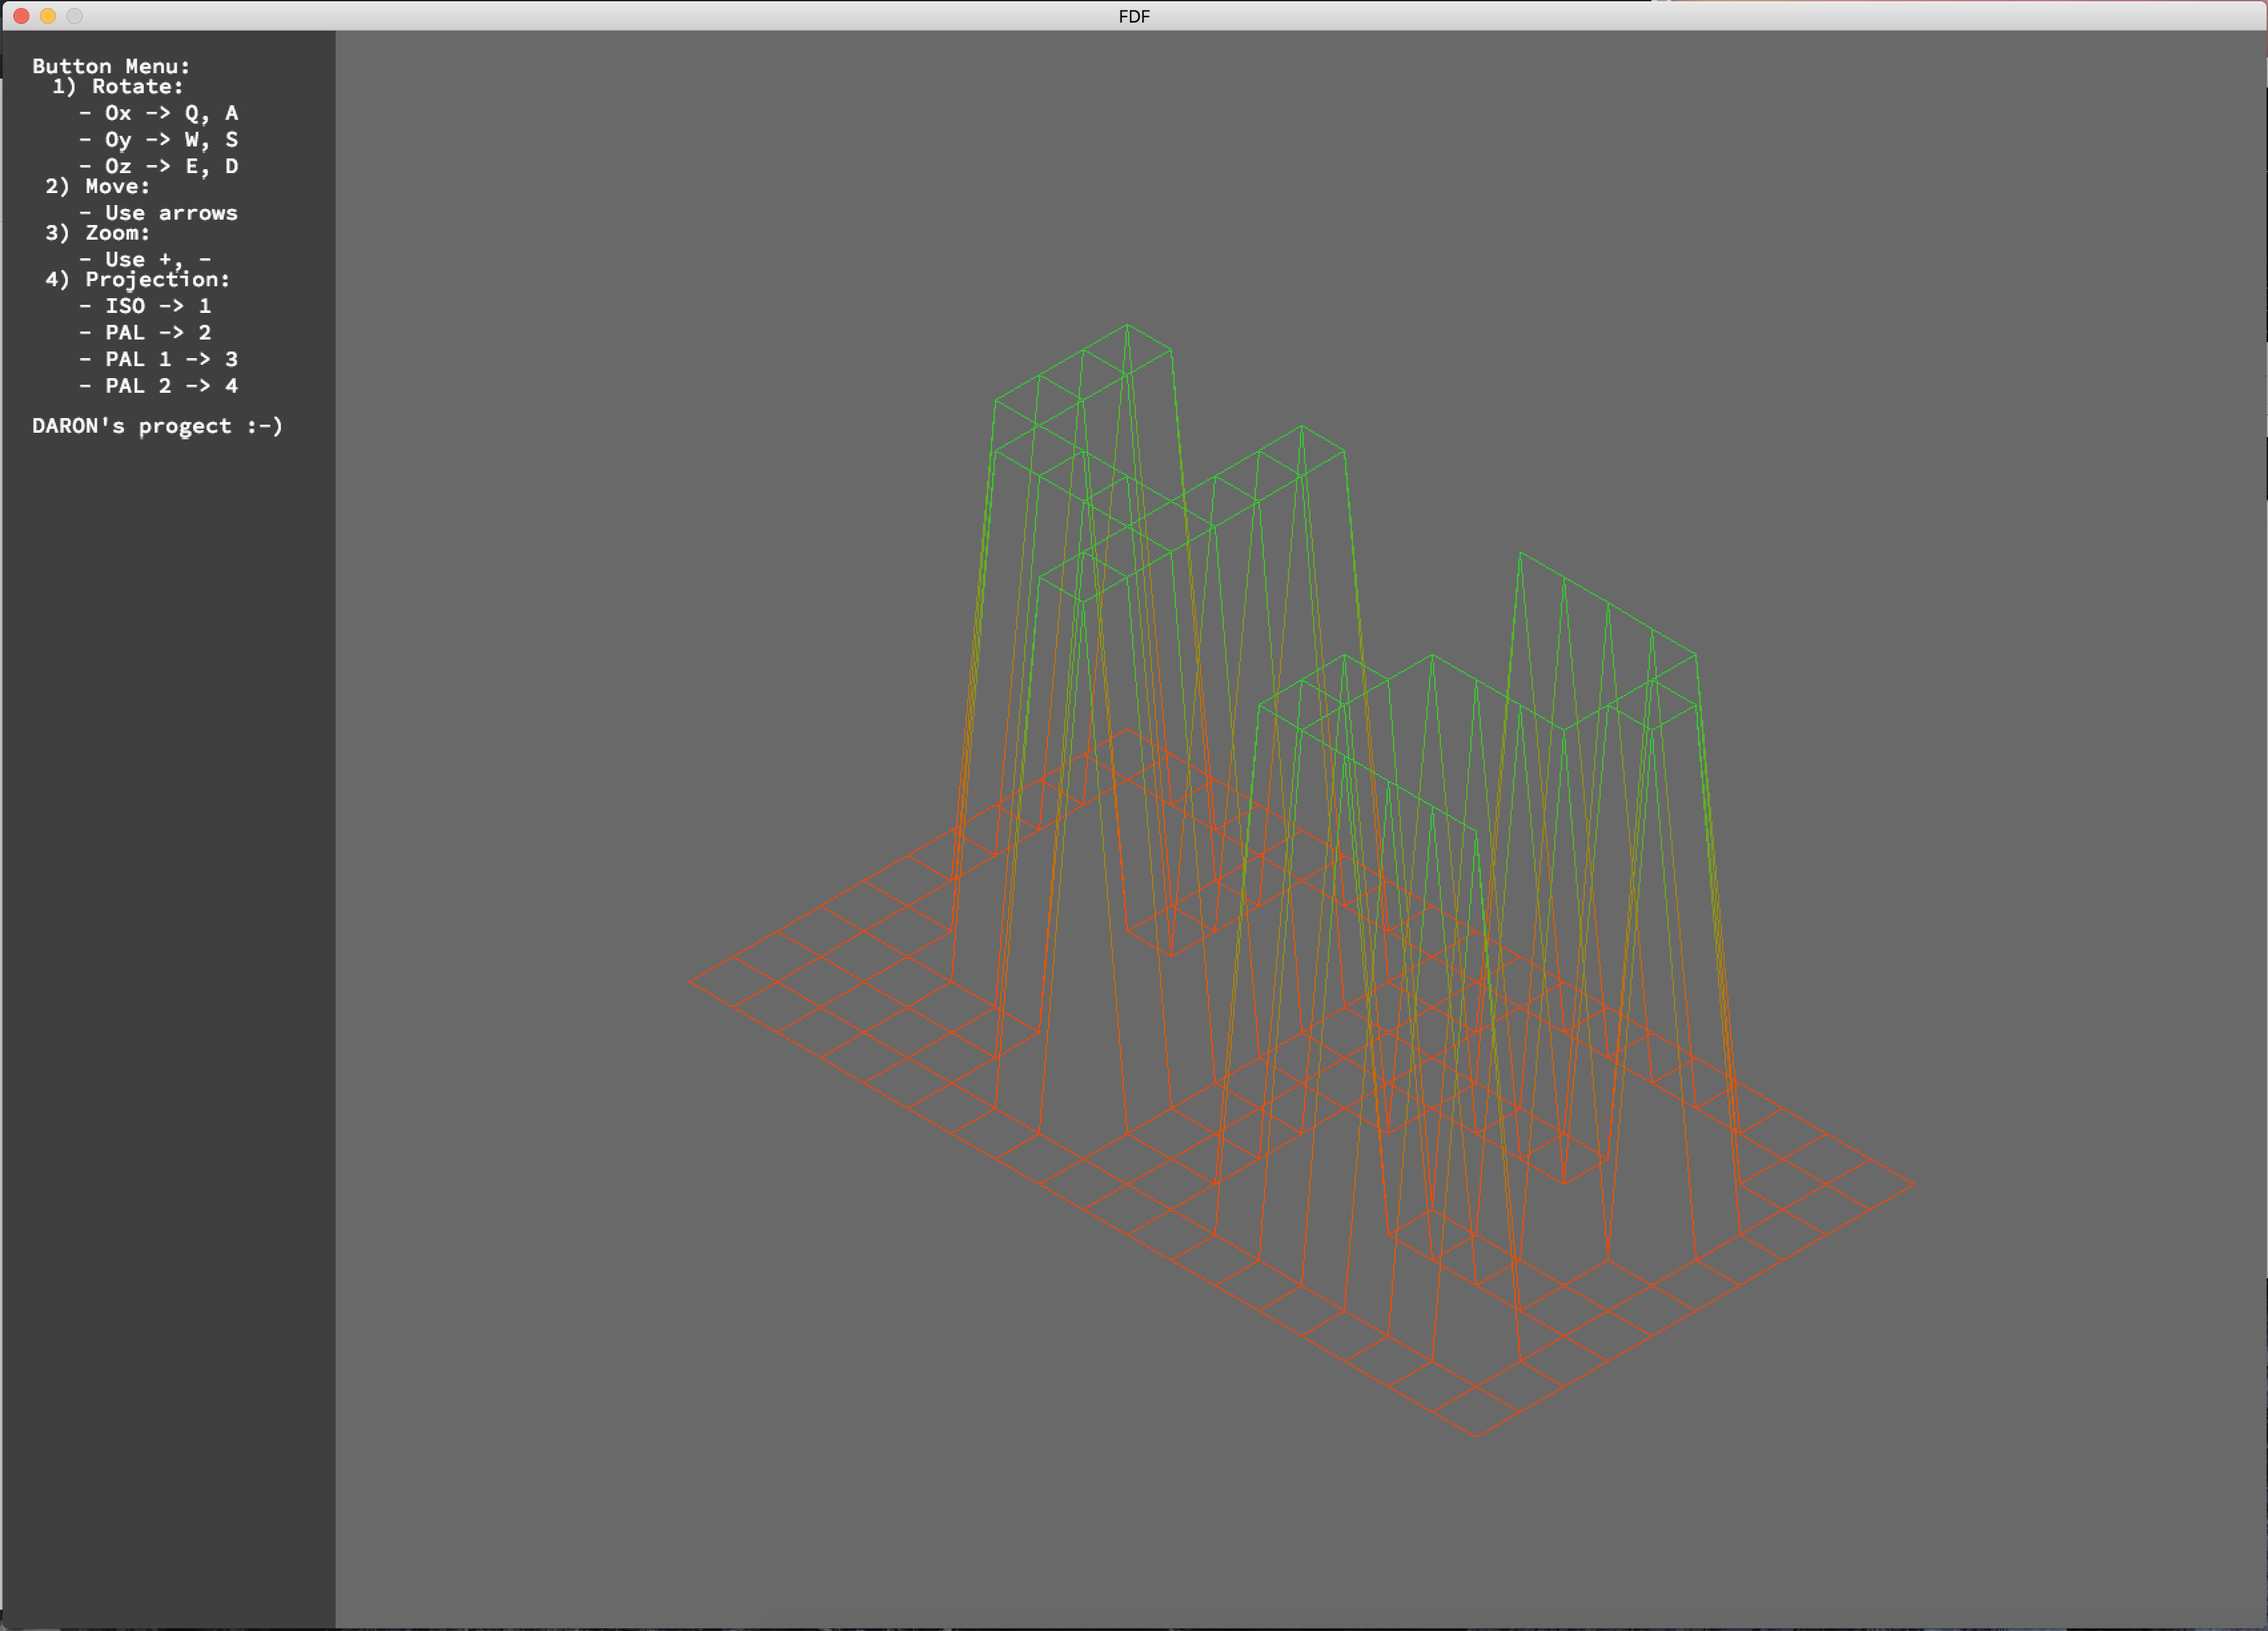 FDF
Button Menu:
1) Rotate:
- Ox -> Q, A
- Oy -> W, S
- Oz -> E, D
2) Move:
- Use arrows
3) Zoom:
- Use +, -
4) Projection:
- ISO -> 1
- PAL -> 2
- PAL 1 -> 3
- PAL 2 -> 4
DARON's progect :-)